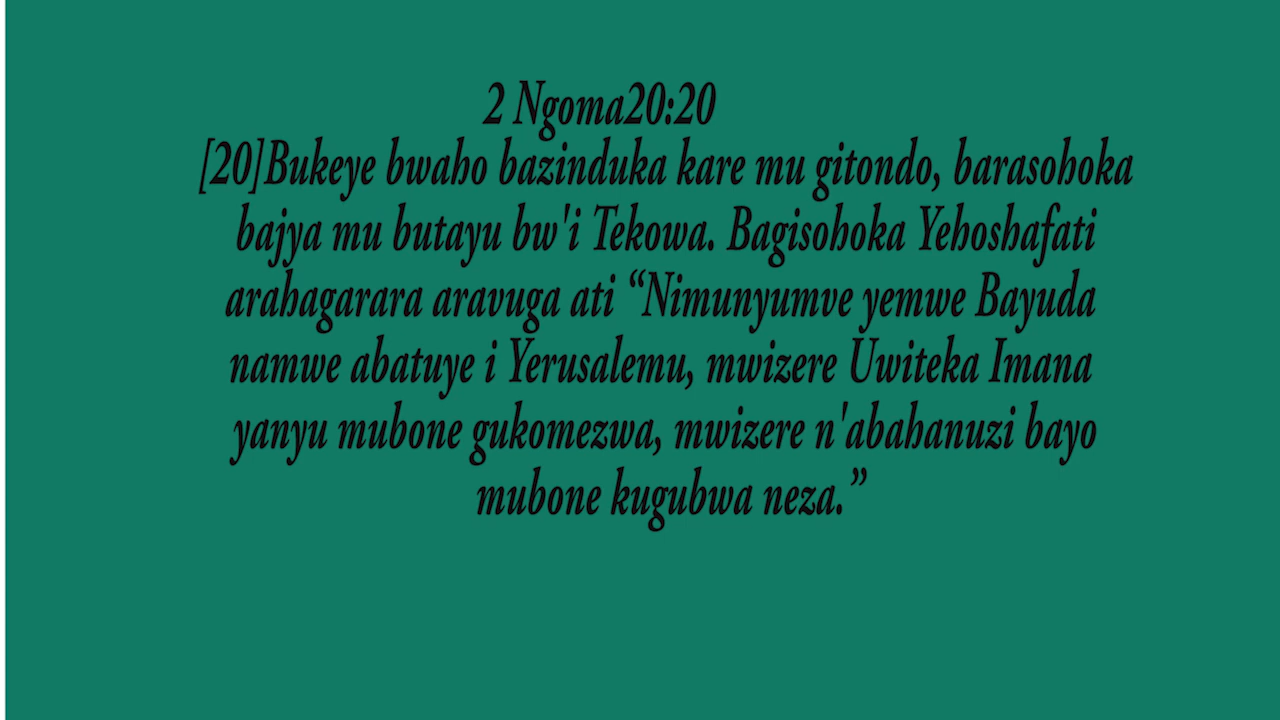 2 Ngoma20:20
[20]Bukeye bwaho bazinduka kare mu gitondo, barasohoka
bajya mu butayu bw'i Tekowa. Bagisohoka Yehoshafati
arahagarara aravuga ati “Nimunyumve yemwe Bayuda
namwe abatuye i Yerusalemu, mwizere Uwiteka Imana
yanyu mubone gukomezwa, mwizere n'abahanuzi bayo
mubone kugubwa neza.”